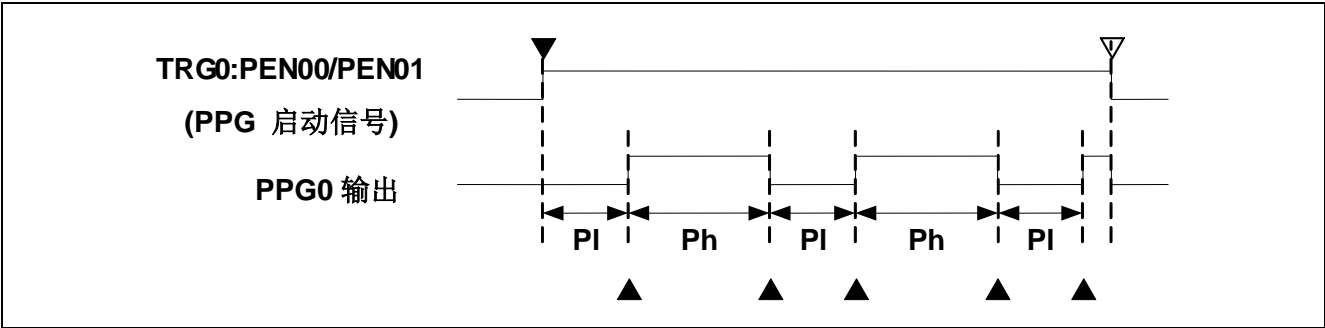 TRG0:PEN00/PEN01
(PPG 启动信号)
PPG0 输出
Pl Ph Pl Ph Pl